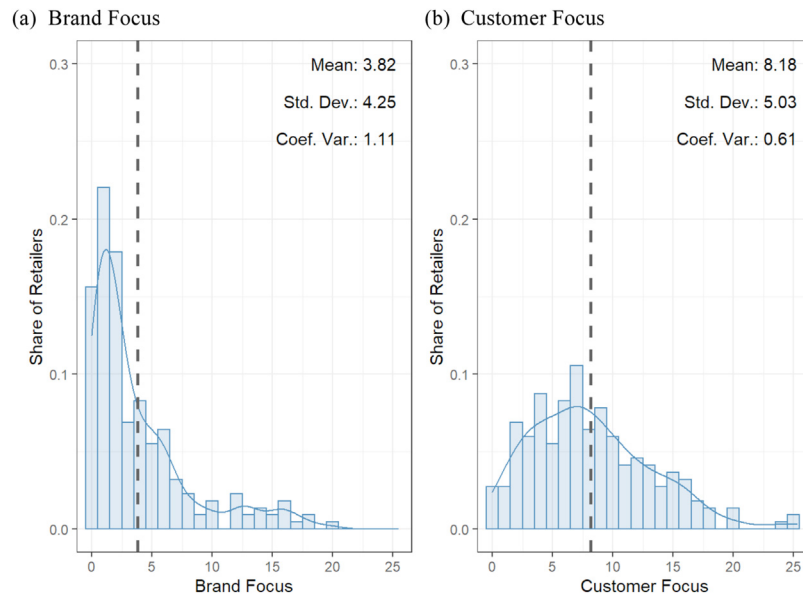 (a) Brand Focus
Mean: 3.82
Std. Dev.: 4.25
Coef. Var.: 1.11
0.3
0.2
0.1
0.0
Share of Retailers
0 5 10 15 20 25
Brand Focus
(b) Customer Focus
Mean: 8.18
Std. Dev.: 5.03
Coef. Var.: 0.61
0.3
0.2
0.1
0.0
Share of Retailers
0 5 10 15 20 25
Customer Focus